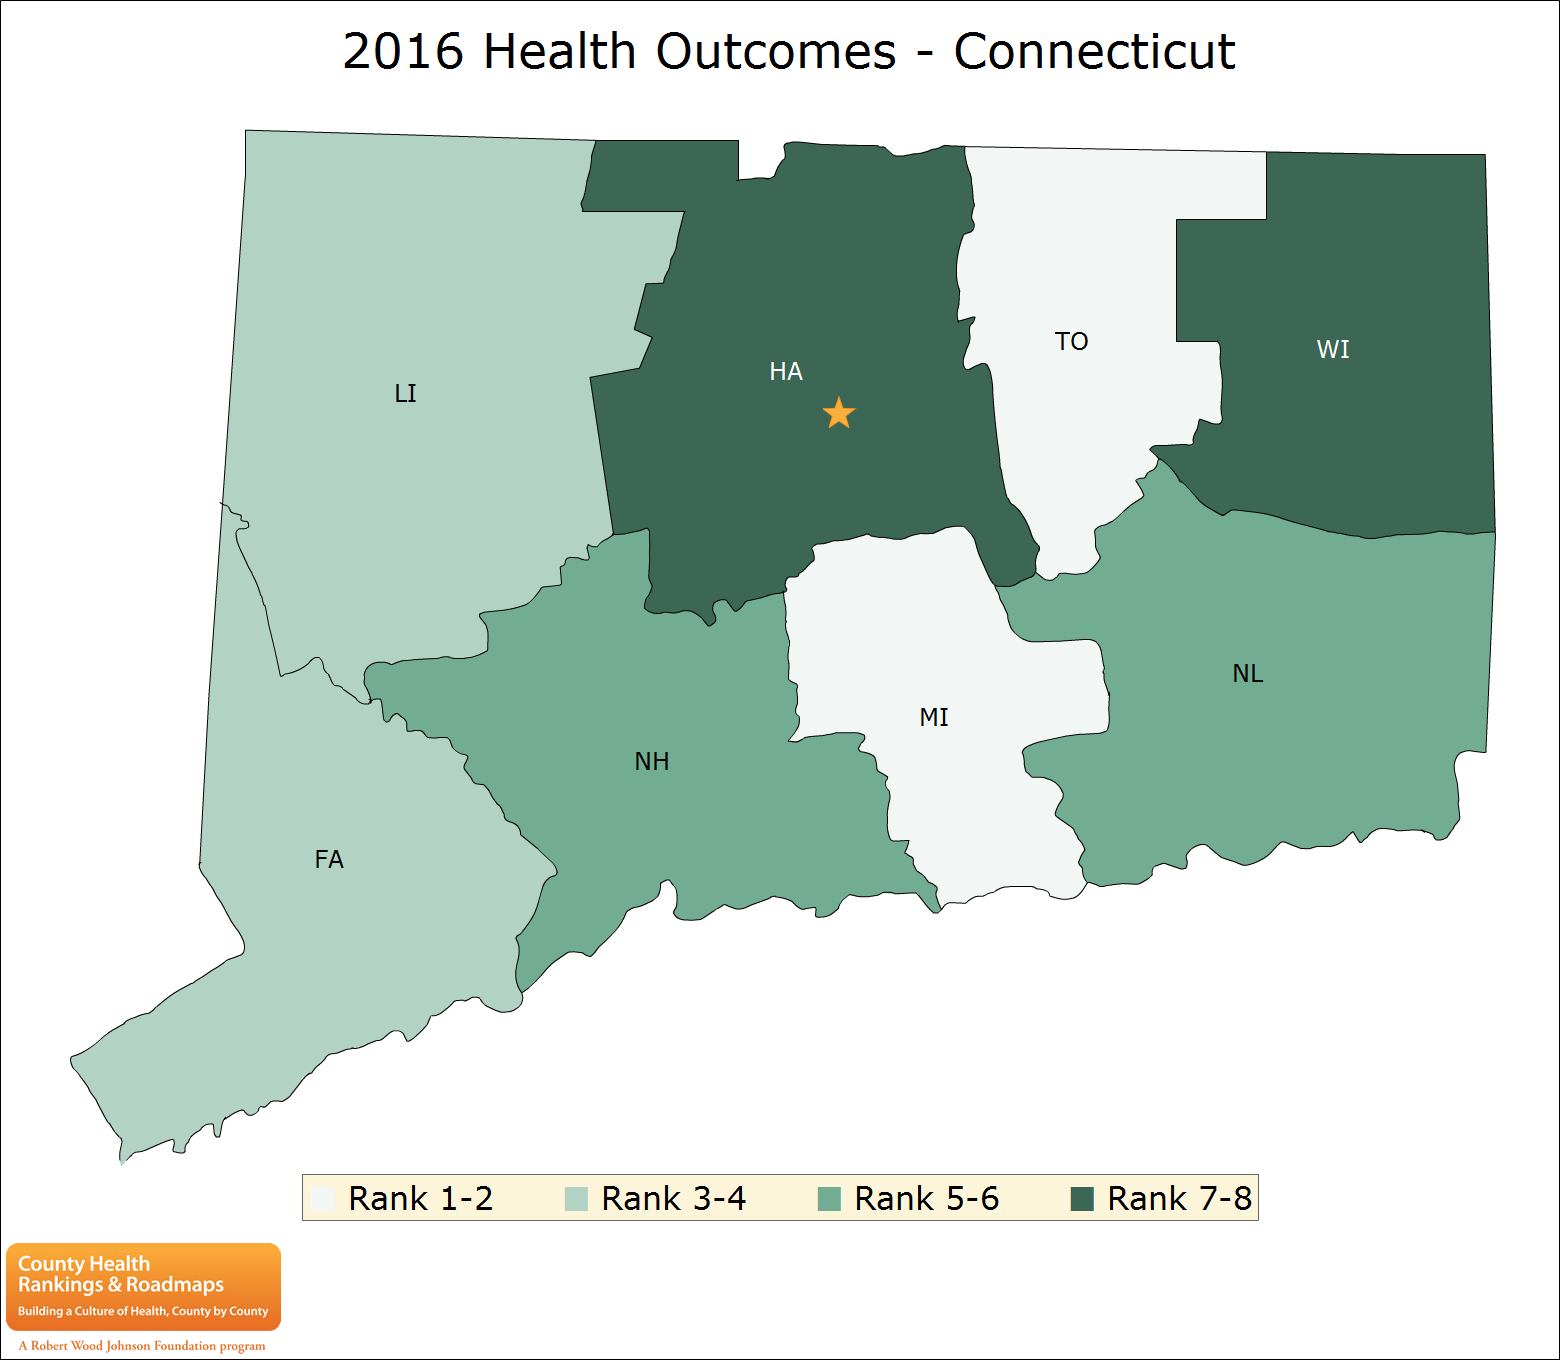 2016 Health Outcomes - Connecticut
TO
WI
HA
LI
NL
MI
NH
FA
Rank 1-2 Rank 3-4 Rank 5-6 Rank 7-8
County Health
Rankings & Roadmaps
Building a Culture of Health, County by County
A Robert Wood Johnson Foundation program